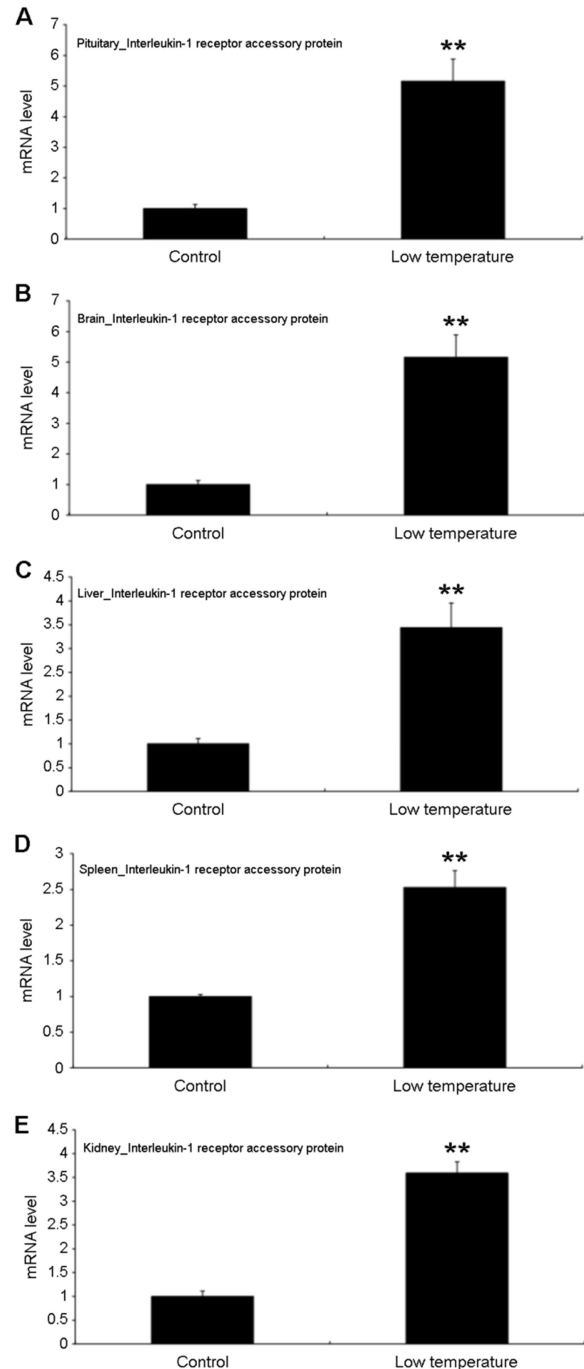 A
Pituitary_Interleukin-1 receptor accessory protein
**
mRNA level
7
6
5
4
3
2
1
0
Control
Low temperature
B
Brain_Interleukin-1 receptor accessory protein
**
mRNA level
7
6
5
4
3
2
1
0
Control
Low temperature
C
Liver_Interleukin-1 receptor accessory protein
**
mRNA level
4.5
4
3.5
3
2.5
2
1.5
1
0.5
0
Control
Low temperature
D
Spleen_Interleukin-1 receptor accessory protein
**
mRNA level
3
2.5
2
1
0.5
0
Control
Low temperature
E
Kidney_Interleukin-1 receptor accessory protein
**
mRNA level
4.5
4
3.5
3
2.5
2
1.5
1
0.5
0
Control
Low temperature